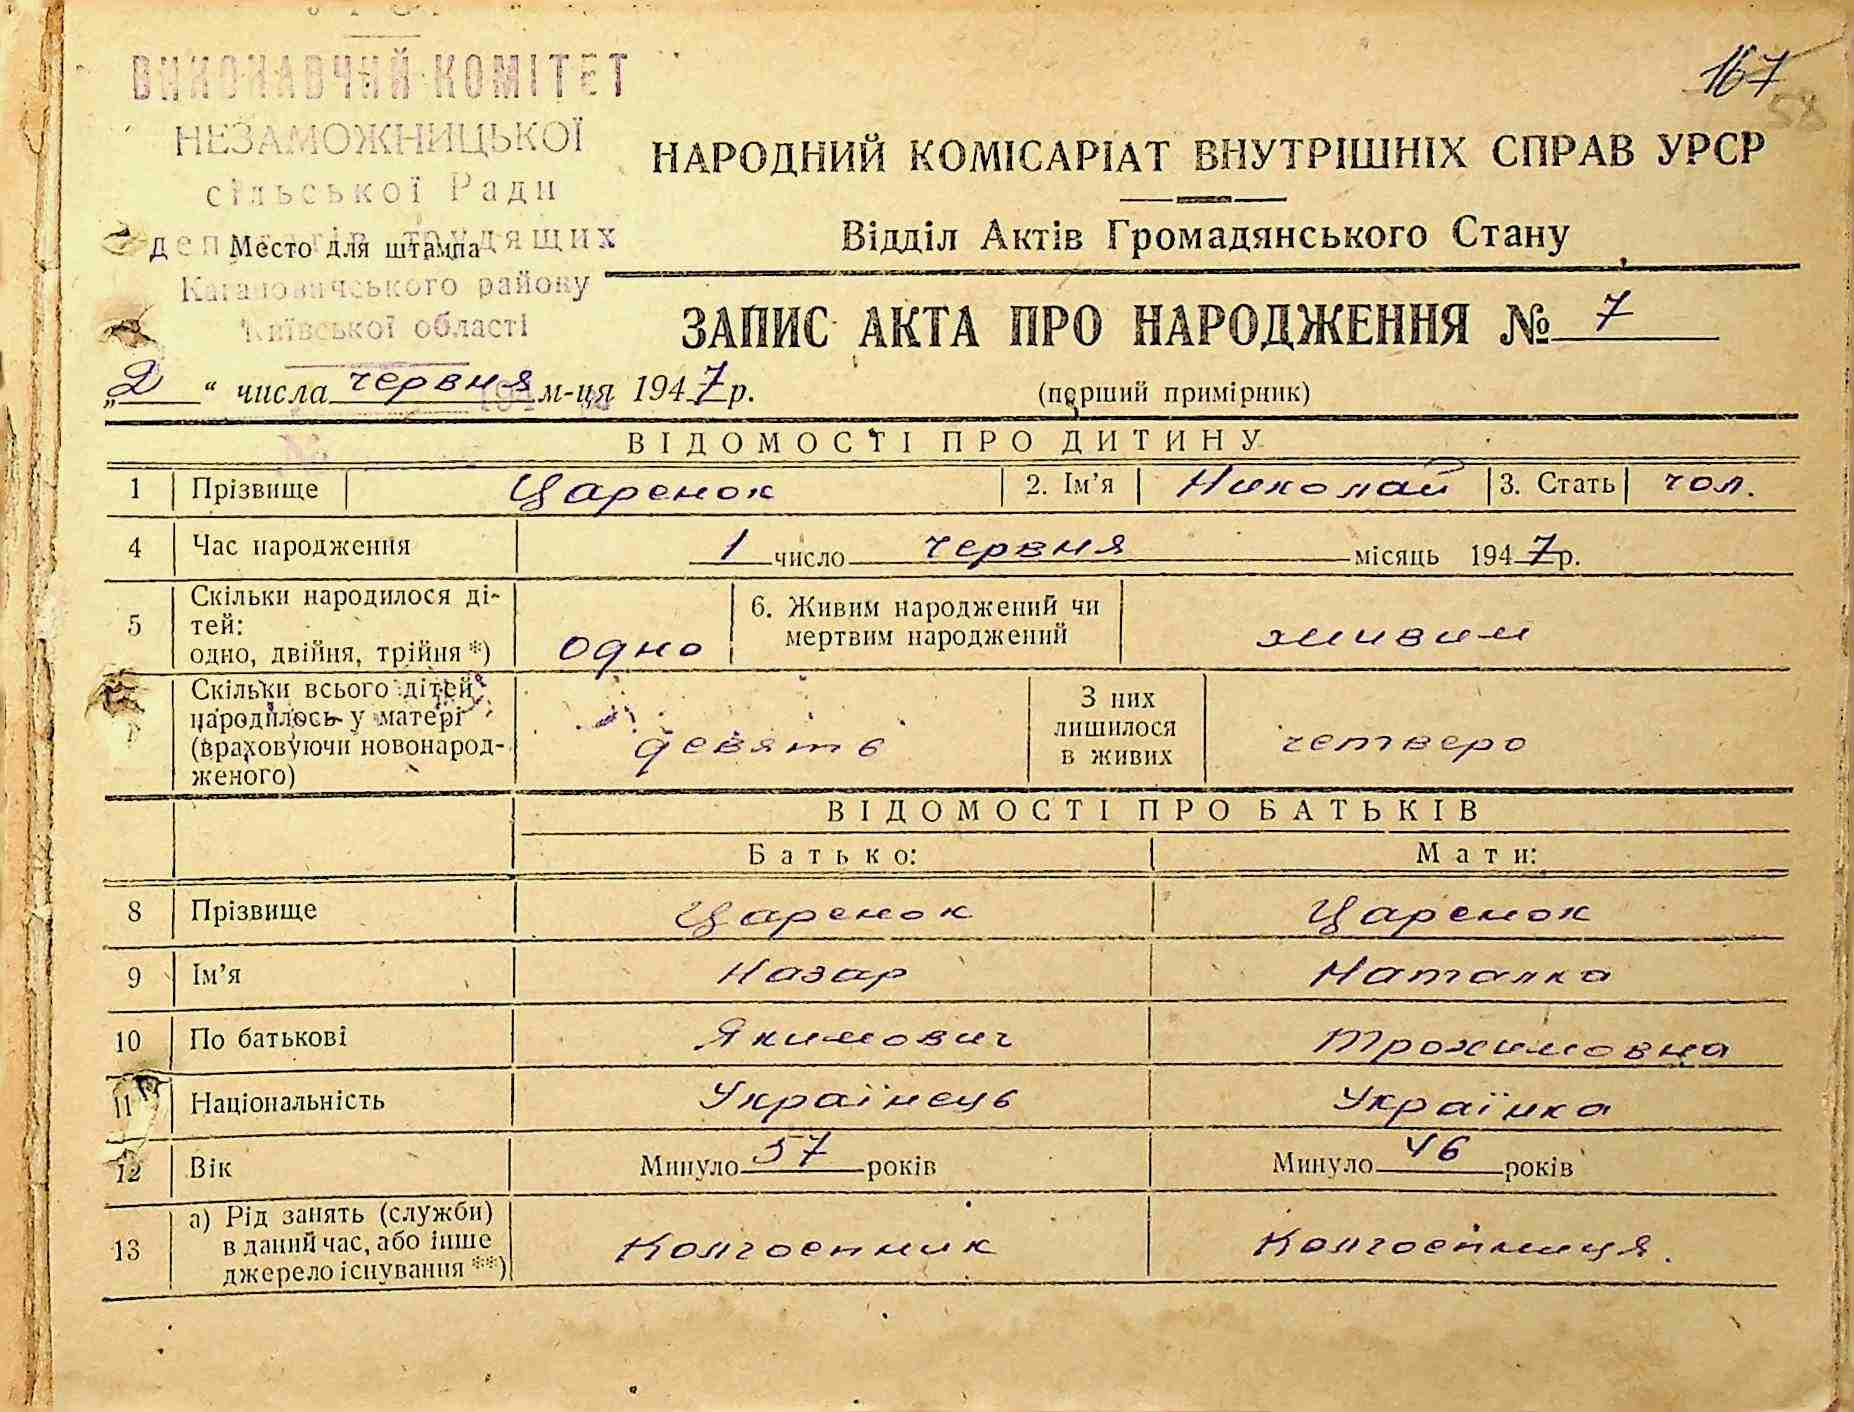 ВИКОНАВЧИЙ КОМІТЕТ
НЕЗАМОЖНИЦЬКОЇ
сільської Ради
депутатів трудящих
Место для штампа
Кагановичського району
Київської області
167
58
НАРОДНИЙ КОМІСАРІАТ ВНУТРІШНІХ СПРАВ УРСР
Відділ Актів Громадянського Стану
ЗАПИС АКТА ПРО НАРОДЖЕННЯ № 7
„2“ числа червня м-ця 1947 р.
(перший примірник)
ВІДОМОСТІ ПРО ДИТИНУ
1 Прізвище Царенок 2. Ім'я Николай 3. Стать чол.
4 Час народження 1 число червня місяць 1947 р.
5 Скільки народилося ді-
тей:
одно, двійня, трійня *) одно
6. Живим народжений чи
мертвим народжений живим
Скільки всього дітей
народилось у матері
(враховуючи новонарод-
женого) девять
З них
лишилося
в живих четверо
ВІДОМОСТІ ПРО БАТЬКІВ
Батько: Мати:
8 Прізвище Царенок Царенок
9 Ім'я Назар Наталка
10 По батькові Якимович Трохимовна
11 Національність Українець Українка
12 Вік Минуло 57 років Минуло 46 років
13 а) Рід занять (служби)
в даний час, або інше
джерело існування **) Колгоспник Колгоспниця.